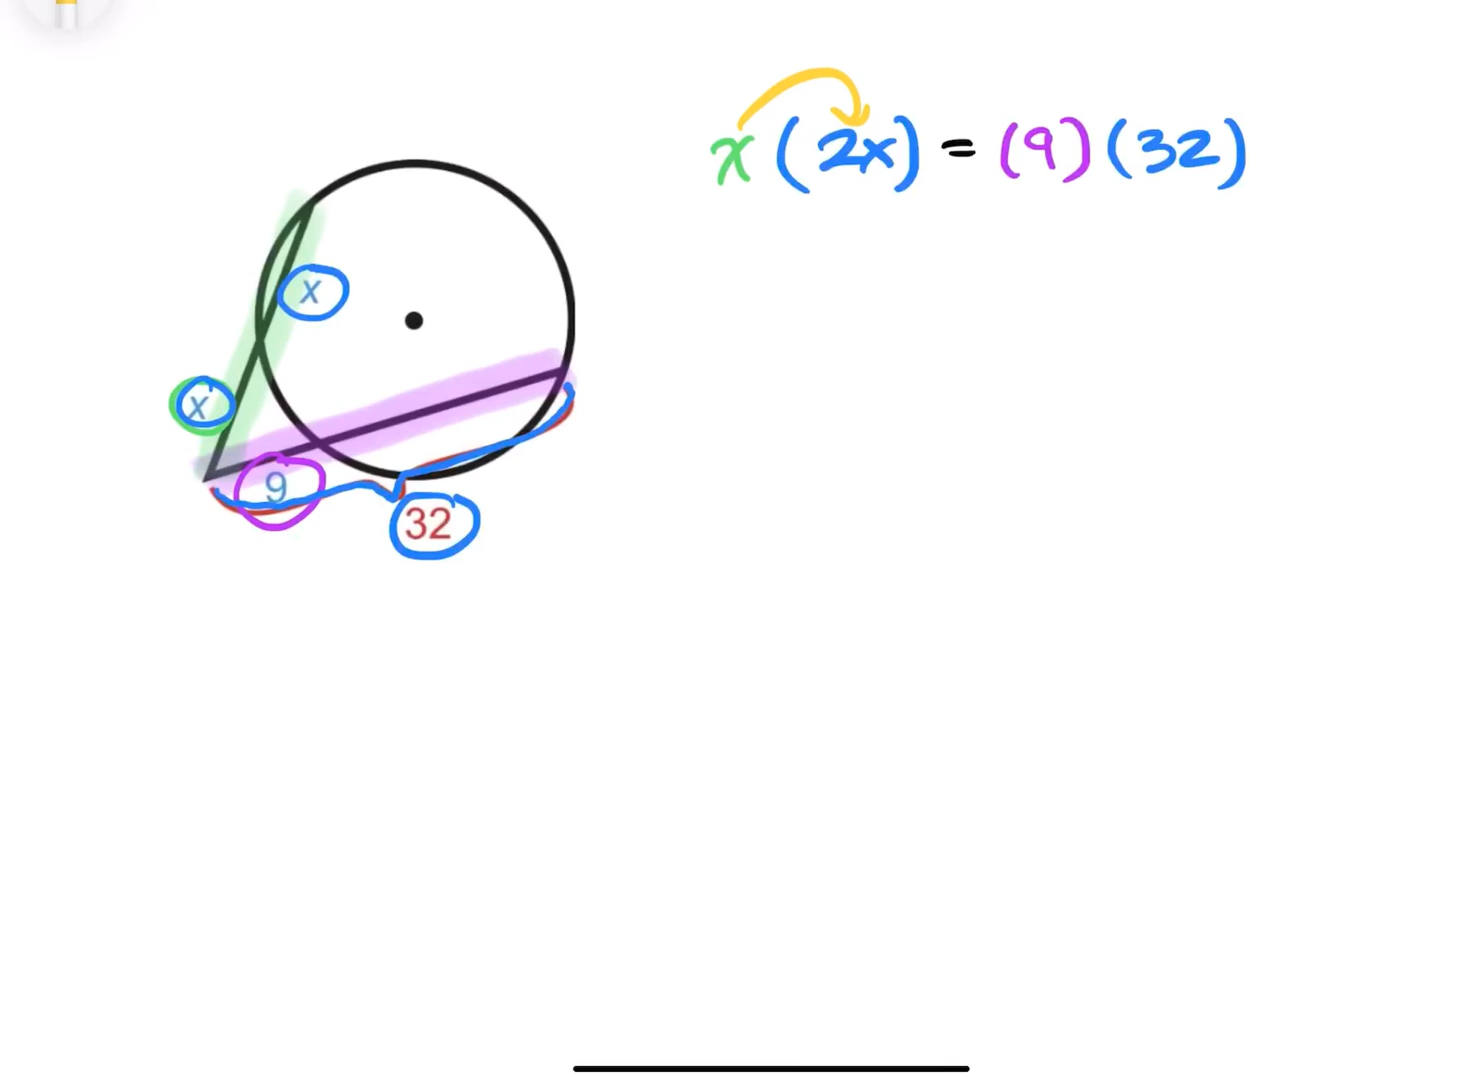 x (2x) = (9)(32)
x
x
9
32